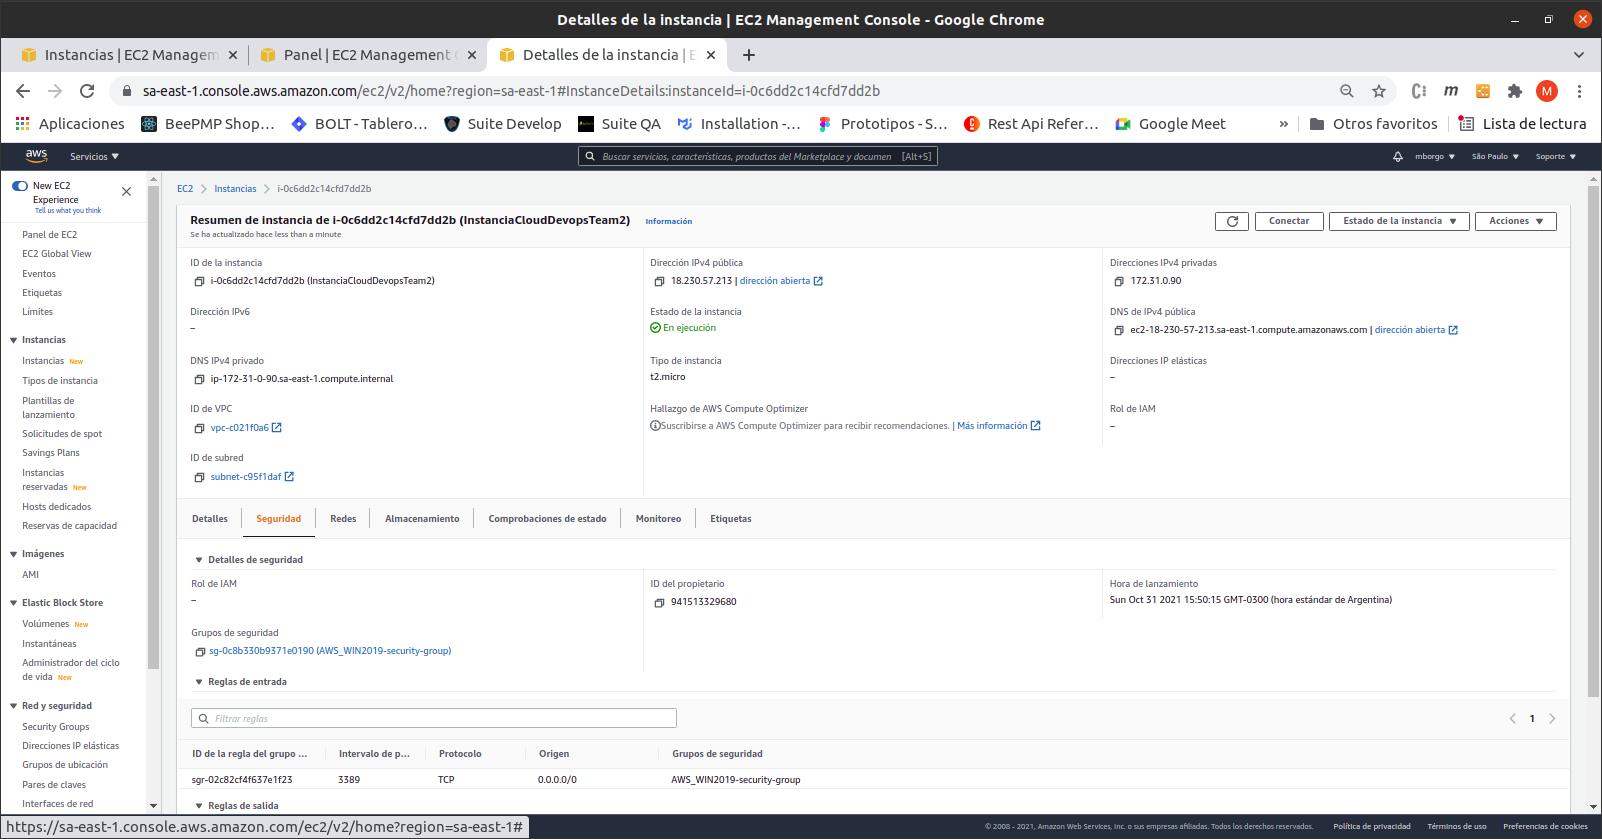 Detalles de la instancia | EC2 Management Console - Google Chrome
Instancias | EC2 Managem
Panel | EC2 Management C
Detalles de la instancia | E
sa-east-1.console.aws.amazon.com/ec2/v2/home?region=sa-east-1#InstanceDetails:instanceId=i-0c6dd2c14cfd7dd2b
M
Aplicaciones
BeePMP Shop...
BOLT - Tablero...
Suite Develop
Suite QA
Installation -...
Prototipos - S...
Rest Api Refer...
Google Meet
»
Otros favoritos
Lista de lectura
aws
Servicios
Buscar servicios, características, productos del Marketplace y documen [Alt+S]
mborgo
São Paulo
Soporte
New EC2
Experience
Tell us what you think
Panel de EC2
EC2 Global View
Eventos
Etiquetas
Límites
Instancias
Instancias New
Tipos de instancia
Plantillas de
lanzamiento
Solicitudes de spot
Savings Plans
Instancias
reservadas New
Hosts dedicados
Reservas de capacidad
Imágenes
AMI
Elastic Block Store
Volúmenes New
Instantáneas
Administrador del ciclo
de vida New
Red y seguridad
Security Groups
Direcciones IP elásticas
Grupos de ubicación
Pares de claves
Interfaces de red
EC2
Instancias
i-0c6dd2c14cfd7dd2b
Resumen de instancia de i-0c6dd2c14cfd7dd2b (InstanciaCloudDevopsTeam2) Información
Se ha actualizado hace less than a minute
Conectar
Estado de la instancia
Acciones
ID de la instancia
i-0c6dd2c14cfd7dd2b (InstanciaCloudDevopsTeam2)
Dirección IPv4 pública
18.230.57.213 | dirección abierta
Direcciones IPv4 privadas
172.31.0.90
Dirección IPv6
–
Estado de la instancia
En ejecución
DNS de IPv4 pública
ec2-18-230-57-213.sa-east-1.compute.amazonaws.com | dirección abierta
DNS IPv4 privado
ip-172-31-0-90.sa-east-1.compute.internal
Tipo de instancia
t2.micro
Direcciones IP elásticas
–
ID de VPC
vpc-c021f0a6
Hallazgo de AWS Compute Optimizer
Suscribirse a AWS Compute Optimizer para recibir recomendaciones. | Más información
Rol de IAM
–
ID de subred
subnet-c95f1daf
Detalles
Seguridad
Redes
Almacenamiento
Comprobaciones de estado
Monitoreo
Etiquetas
Detalles de seguridad
Rol de IAM
–
ID del propietario
941513329680
Hora de lanzamiento
Sun Oct 31 2021 15:50:15 GMT-0300 (hora estándar de Argentina)
Grupos de seguridad
sg-0c8b330b9371e0190 (AWS_WIN2019-security-group)
Reglas de entrada
Filtrar reglas
1
ID de la regla del grupo ...
Intervalo de p...
Protocolo
Origen
Grupos de seguridad
sgr-02c82cf4f637e1f23
3389
TCP
0.0.0.0/0
AWS_WIN2019-security-group
Reglas de salida
https://sa-east-1.console.aws.amazon.com/ec2/v2/home?region=sa-east-1#
© 2008 - 2021, Amazon Web Services, Inc. o sus empresas afiliadas. Todos los derechos reservados.
Política de privacidad
Términos de uso
Preferencias de cookies